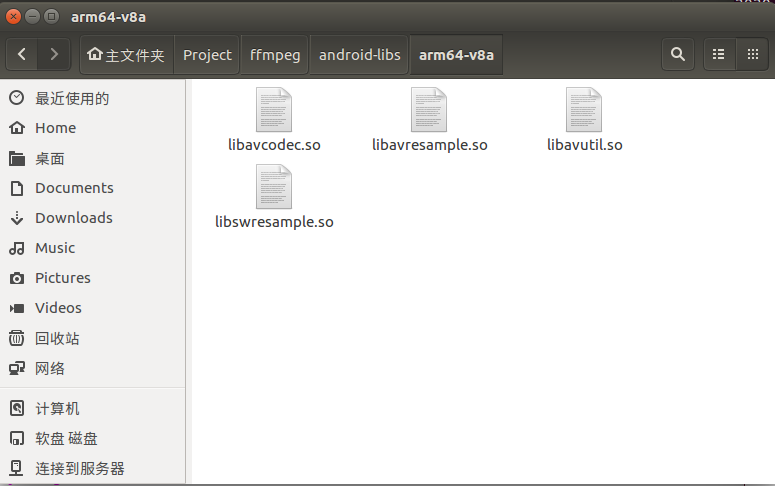 arm64-v8a
主文件夹 Project ffmpeg android-libs arm64-v8a
最近使用的
Home
桌面
Documents
Downloads
Music
Pictures
Videos
回收站
网络
计算机
软盘 磁盘
连接到服务器
libavcodec.so libavresample.so libavutil.so
libswresample.so